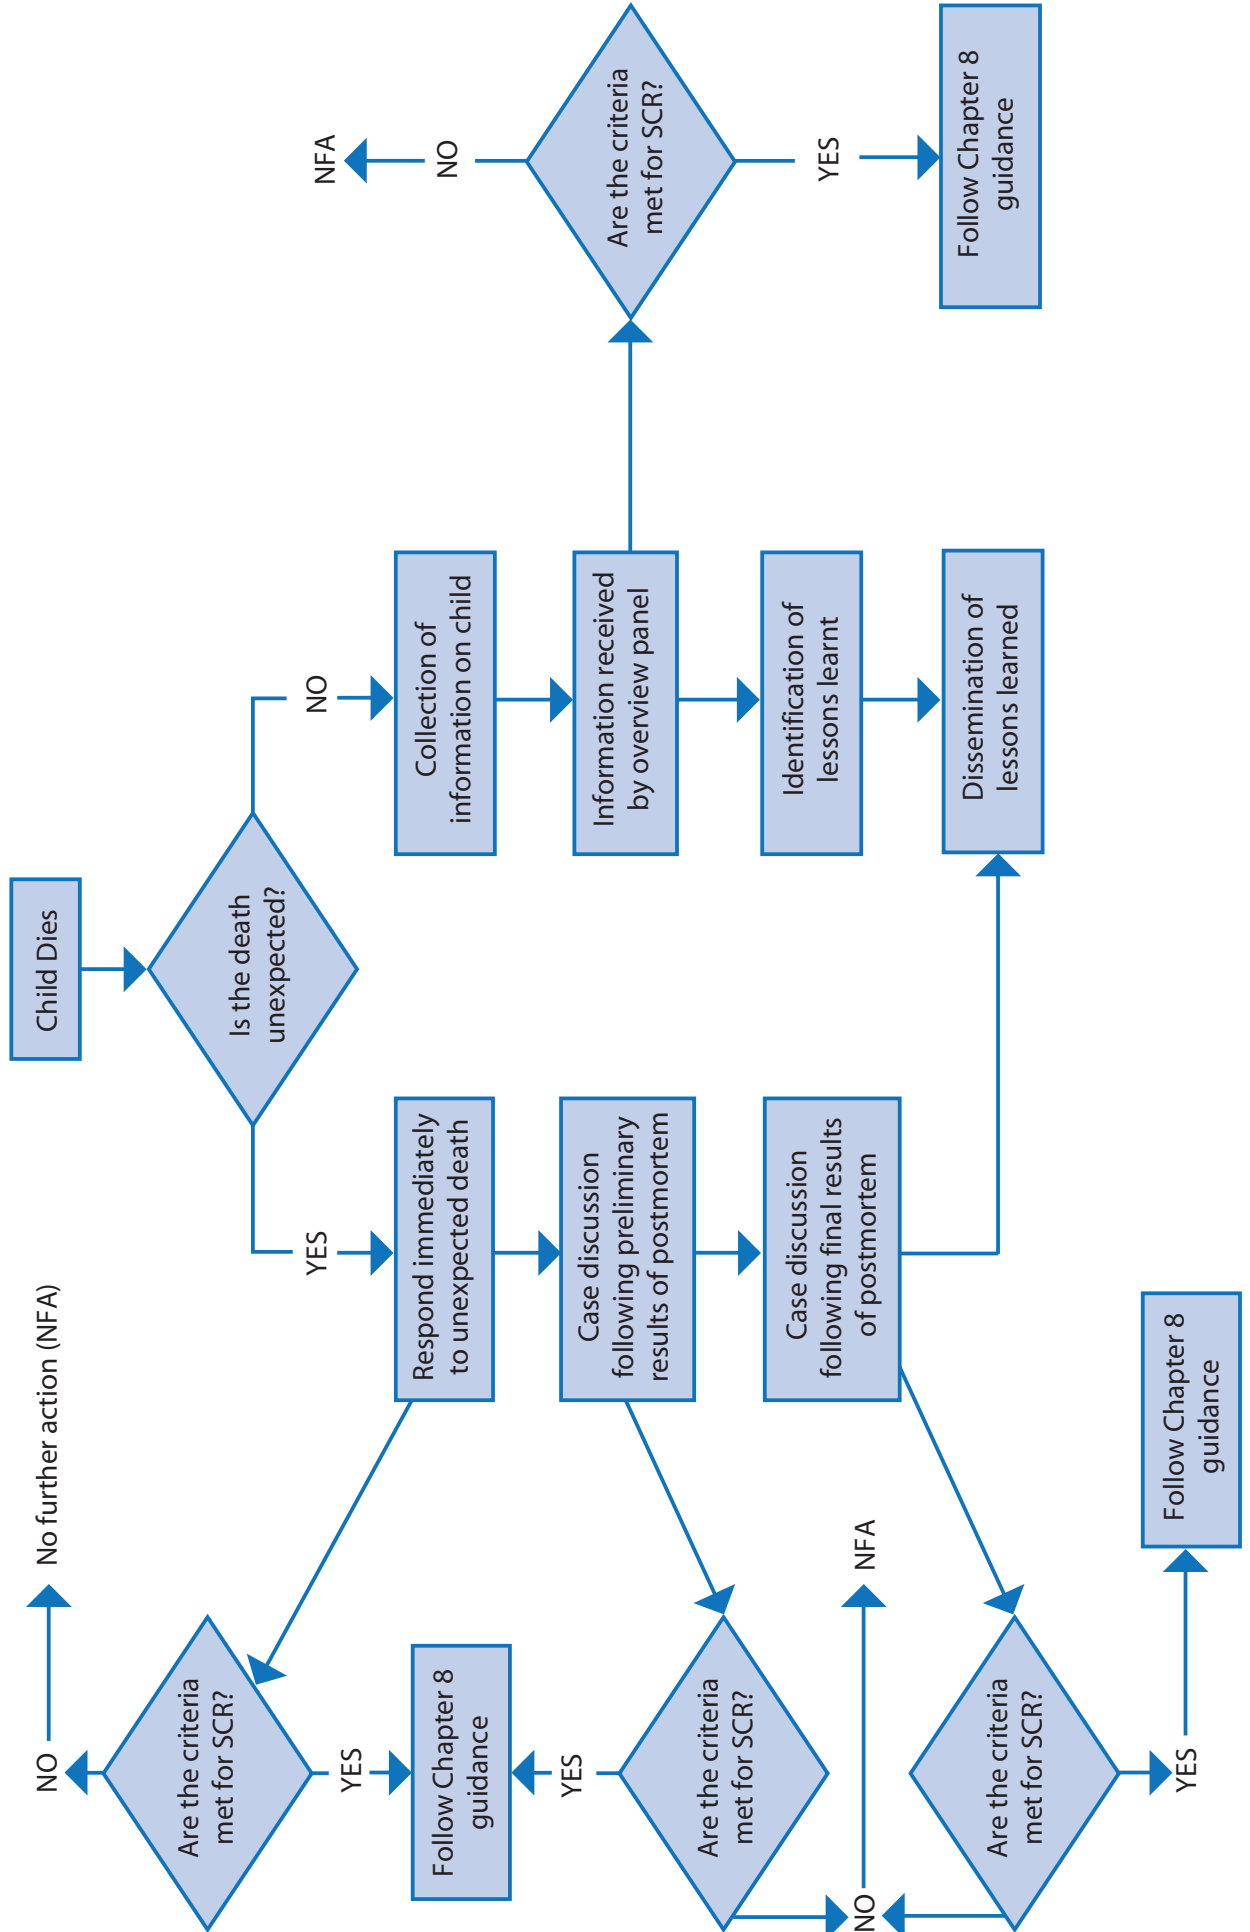 Child Dies
Is the death
unexpected?
YES
NO
Respond immediately
to unexpected death
Case discussion
following preliminary
results of postmortem
Case discussion
following final results
of postmortem
Collection of
information on child
Information received
by overview panel
Identification of
lessons learnt
Dissemination of
lessons learned
No further action (NFA)
NO
Are the criteria
met for SCR?
YES
Follow Chapter 8
guidance
YES
Are the criteria
met for SCR?
NO
NFA
Are the criteria
met for SCR?
YES
Follow Chapter 8
guidance
NFA
NO
Are the criteria
met for SCR?
YES
Follow Chapter 8
guidance